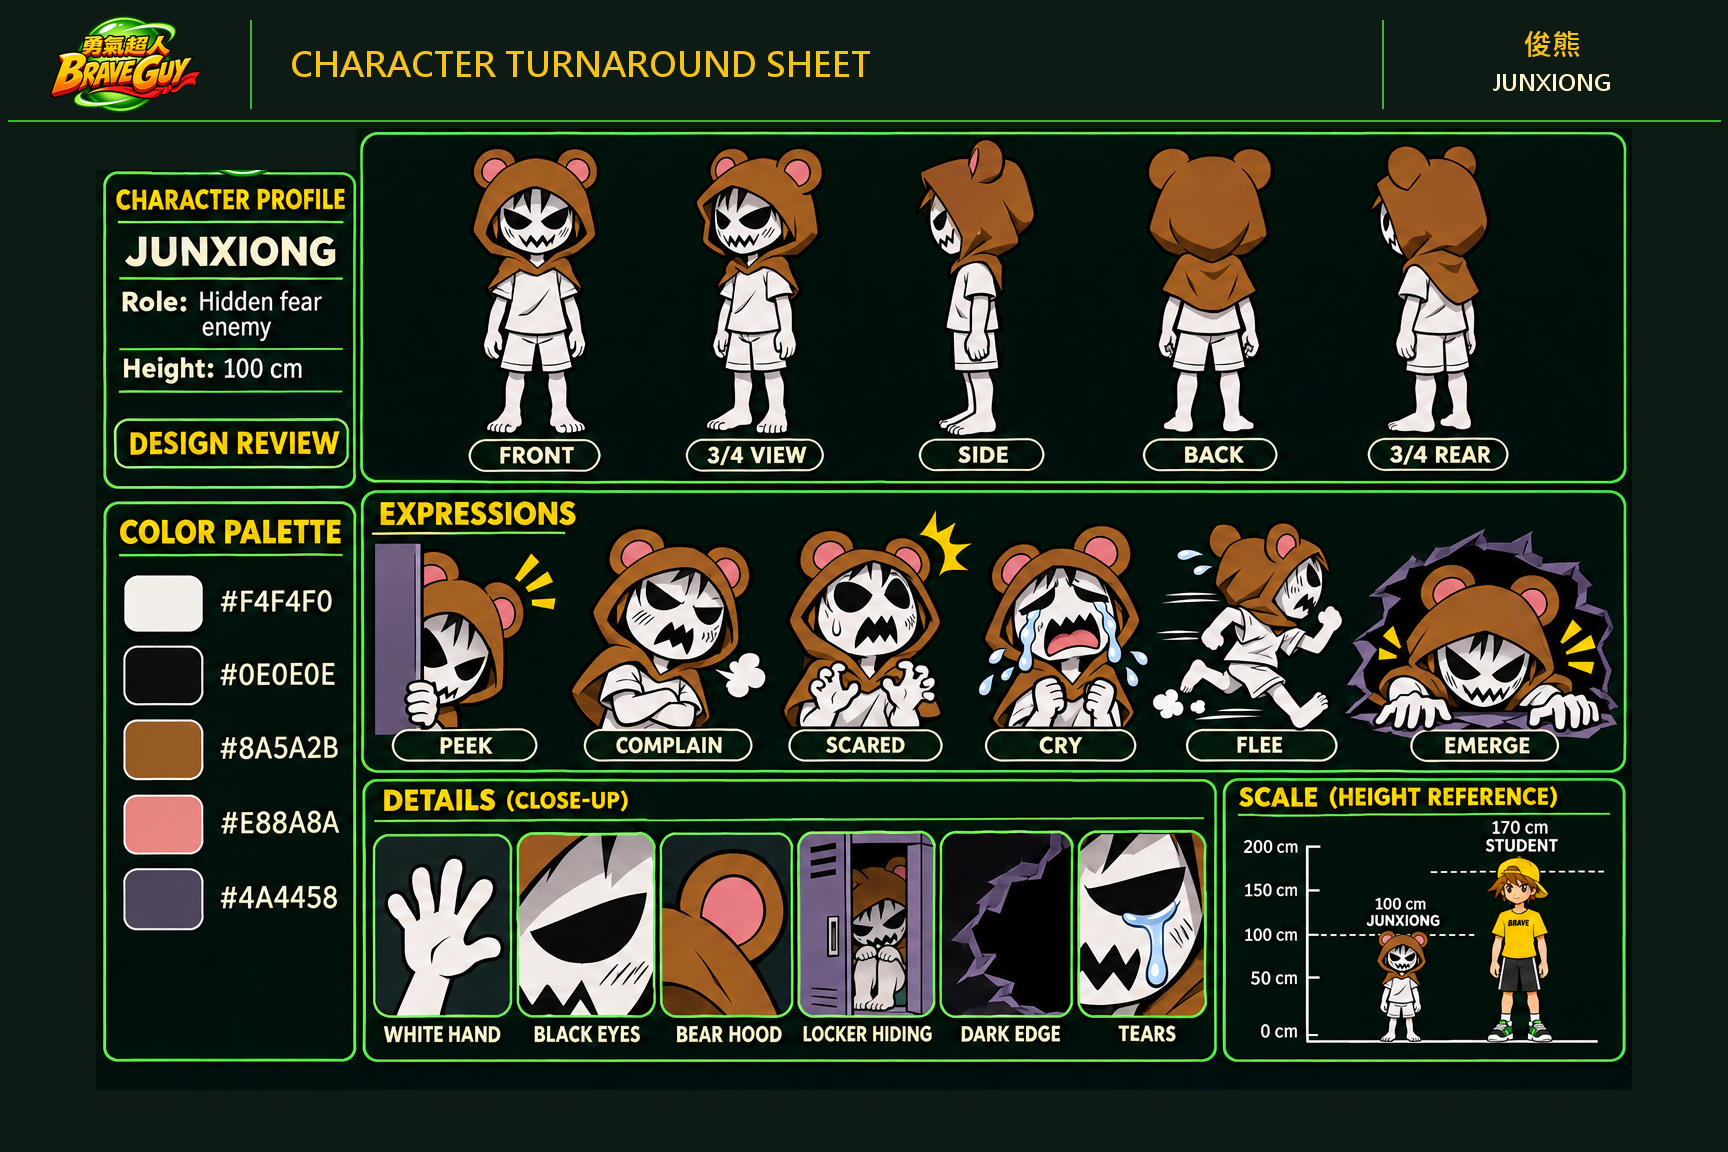 勇氣超人
BRAVE GUY
CHARACTER TURNAROUND SHEET
俊熊
JUNXIONG
CHARACTER PROFILE
JUNXIONG
Role: Hidden fear
enemy
Height: 100 cm
DESIGN REVIEW
COLOR PALETTE
#F4F4F0
#0E0E0E
#8A5A2B
#E88A8A
#4A4458
FRONT
3/4 VIEW
SIDE
BACK
3/4 REAR
EXPRESSIONS
PEEK
COMPLAIN
SCARED
CRY
FLEE
EMERGE
DETAILS (CLOSE-UP)
WHITE HAND
BLACK EYES
BEAR HOOD
LOCKER HIDING
DARK EDGE
TEARS
SCALE (HEIGHT REFERENCE)
200 cm
150 cm
100 cm
50 cm
0 cm
100 cm
JUNXIONG
170 cm
STUDENT
BRAVE